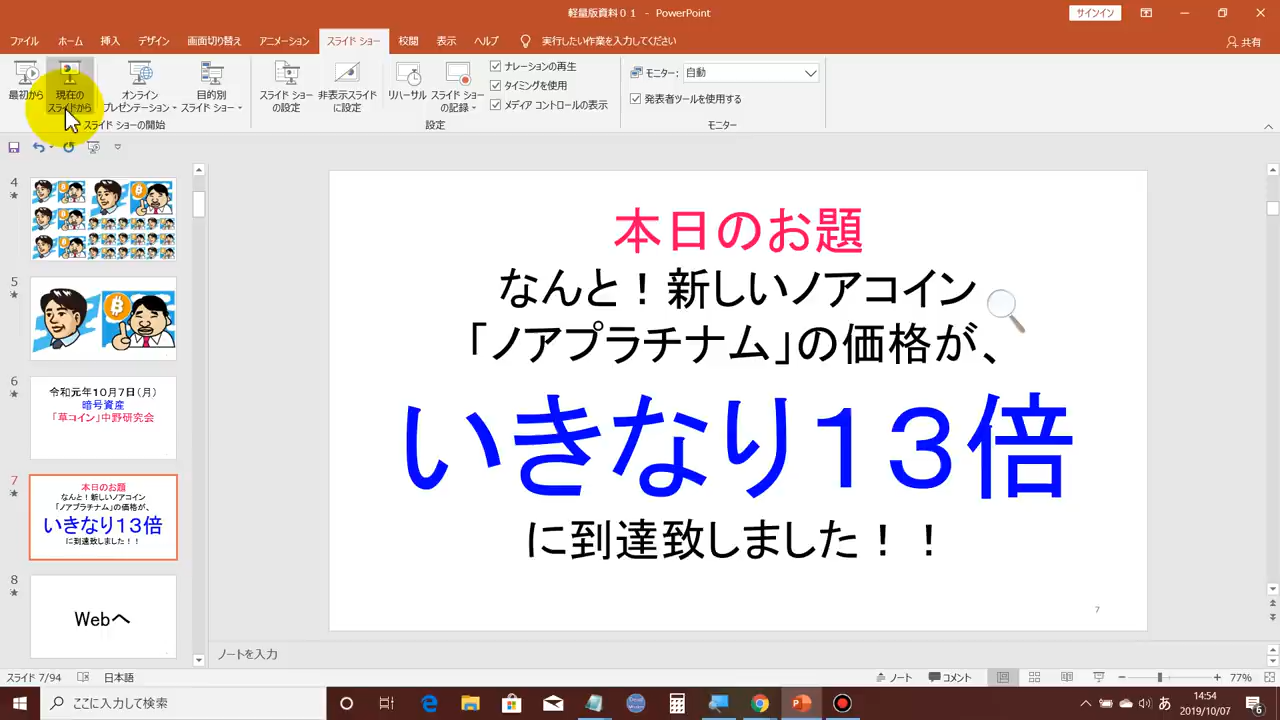 軽量版資料０１ - PowerPoint
サインイン
ファイル ホーム 挿入 デザイン 画面切り替え アニメーション スライド ショー 校閲 表示 ヘルプ 実行したい作業を入力してください 共有
最初から
現在の
スライドから
オンライン
プレゼンテーション
目的別
スライド ショー
スライド ショーの開始
スライド ショー
の設定
非表示スライド
に設定
リハーサル
スライド ショー
の記録
ナレーションの再生
タイミングを使用
メディア コントロールの表示
設定
モニター: 自動
発表者ツールを使用する
モニター
4
5
6
令和元年１０月７日（月）
暗号資産
「草コイン」中野研究会
7
本日のお題
なんと！新しいノアコイン
「ノアプラチナム」の価格が、
いきなり１３倍
に到達致しました！！
8
Webへ
本日のお題
なんと！新しいノアコイン
「ノアプラチナム」の価格が、
いきなり１３倍
に到達致しました！！
7
ノートを入力
スライド 7/94 日本語 ノート コメント 77%
ここに入力して検索
あ
14:54
2019/10/07
6